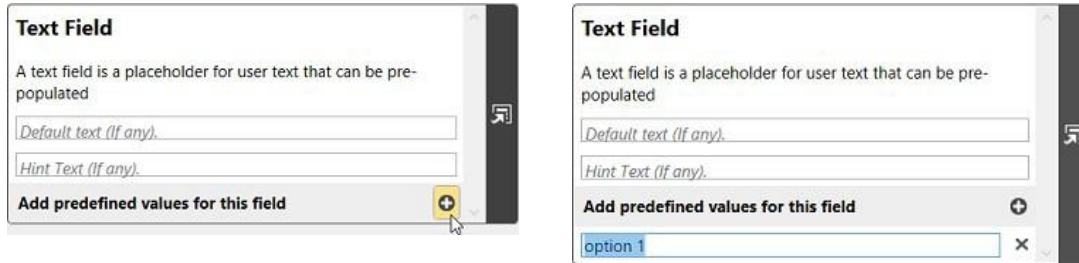 Text Field
A text field is a placeholder for user text that can be pre-
populated
Default text (If any).
Hint Text (If any).
Add predefined values for this field
Text Field
A text field is a placeholder for user text that can be pre-
populated
Default text (If any).
Hint Text (If any).
Add predefined values for this field
option 1